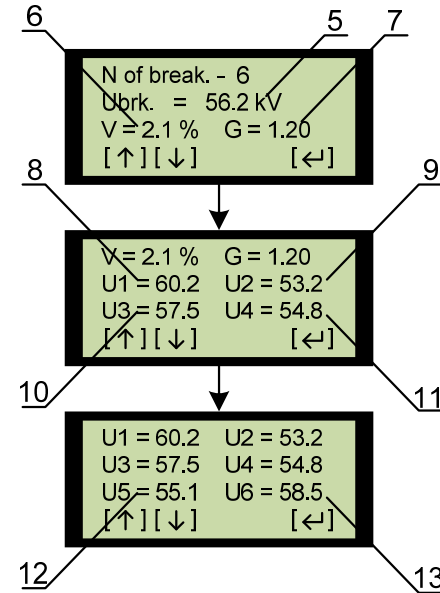 6 5 7
N of break. - 6
Ubrk. = 56.2 kV
V = 2.1 % G = 1.20
[↑] [↓] [↵]
8 9
V = 2.1 % G = 1.20
U1 = 60.2 U2 = 53.2
U3 = 57.5 U4 = 54.8
[↑] [↓] [↵]
10 11
U1 = 60.2 U2 = 53.2
U3 = 57.5 U4 = 54.8
U5 = 55.1 U6 = 58.5
[↑] [↓] [↵]
12 13